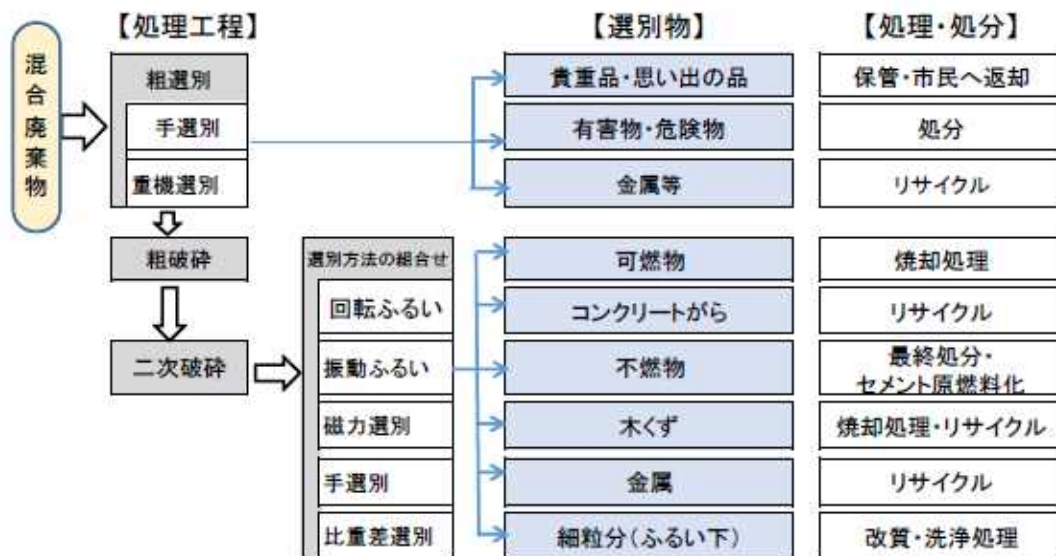 【処理工程】
【選別物】
【処理・処分】
混合廃棄物
粗選別
手選別
重機選別
貴重品・思い出の品
保管・市民へ返却
有害物・危険物
処分
金属等
リサイクル
粗破砕
二次破砕
選別方法の組合せ
回転ふるい
振動ふるい
磁力選別
手選別
比重差選別
可燃物
焼却処理
コンクリートがら
リサイクル
不燃物
最終処分・
セメント原燃料化
木くず
焼却処理・リサイクル
金属
リサイクル
細粒分(ふるい下)
改質・洗浄処理